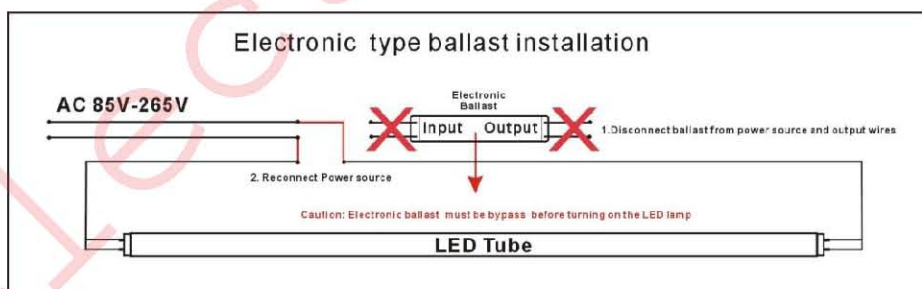 Electronic type ballast installation
AC 85V-265V
Electronic
Ballast
Input Output
1.Disconnect ballast from power source and output wires
2. Reconnect Power source
Caution: Electronic ballast must be bypass before turning on the LED lamp
LED Tube